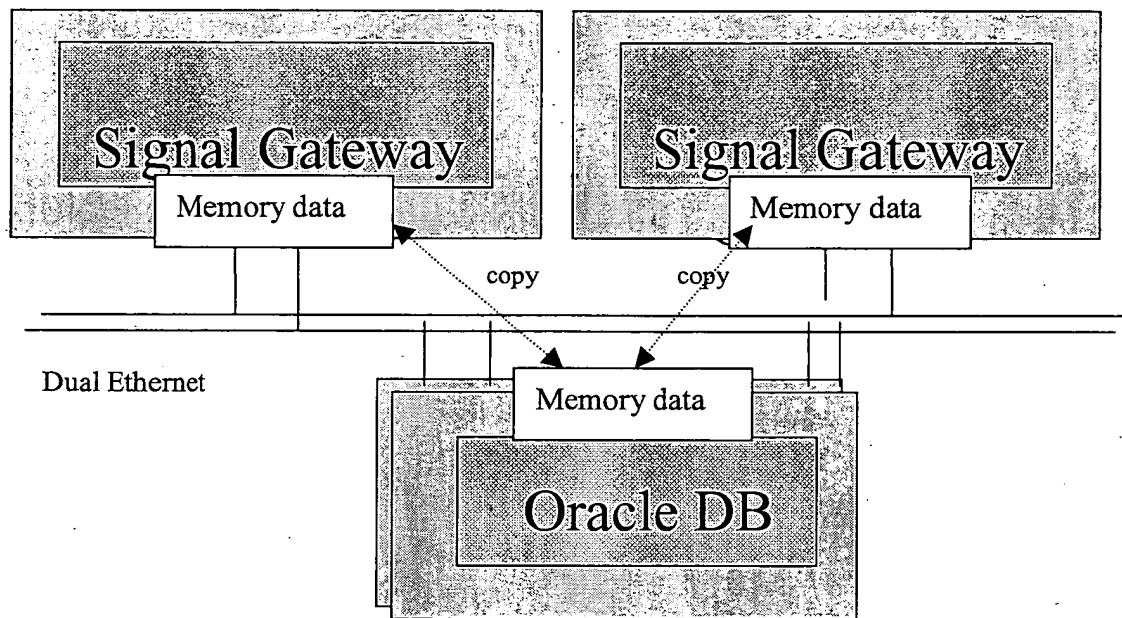 Signal Gateway
Signal Gateway
Memory data
Memory data
copy
copy
Dual Ethernet
Memory data
Oracle DB